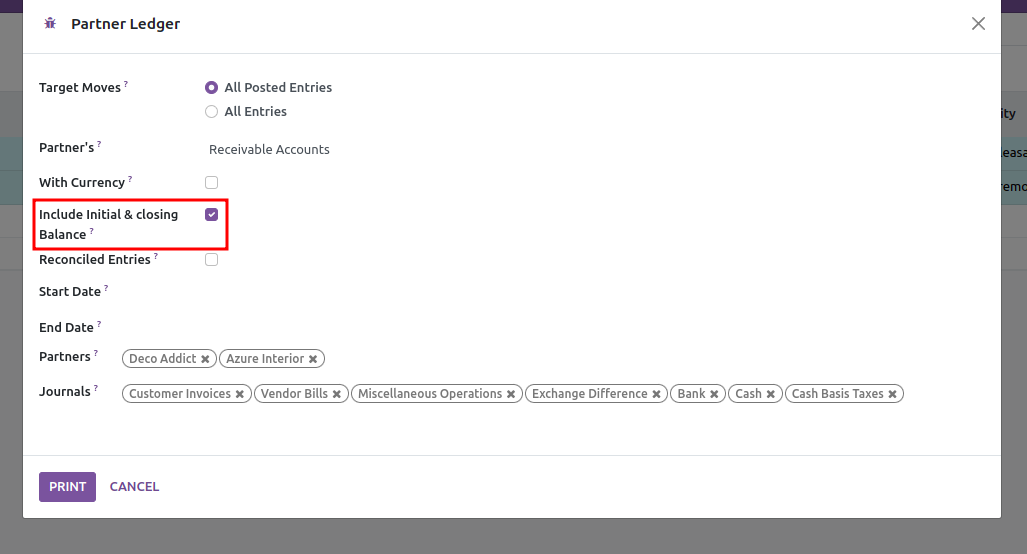 Partner Ledger
Target Moves ?
All Posted Entries
All Entries
ity
Partner's ?
Receivable Accounts
easa
With Currency ?
remo
Include Initial & closing
Balance ?
Reconciled Entries ?
Start Date ?
End Date ?
Partners ?
Deco Addict ×
Azure Interior ×
Journals ?
Customer Invoices ×
Vendor Bills ×
Miscellaneous Operations ×
Exchange Difference ×
Bank ×
Cash ×
Cash Basis Taxes ×
PRINT
CANCEL